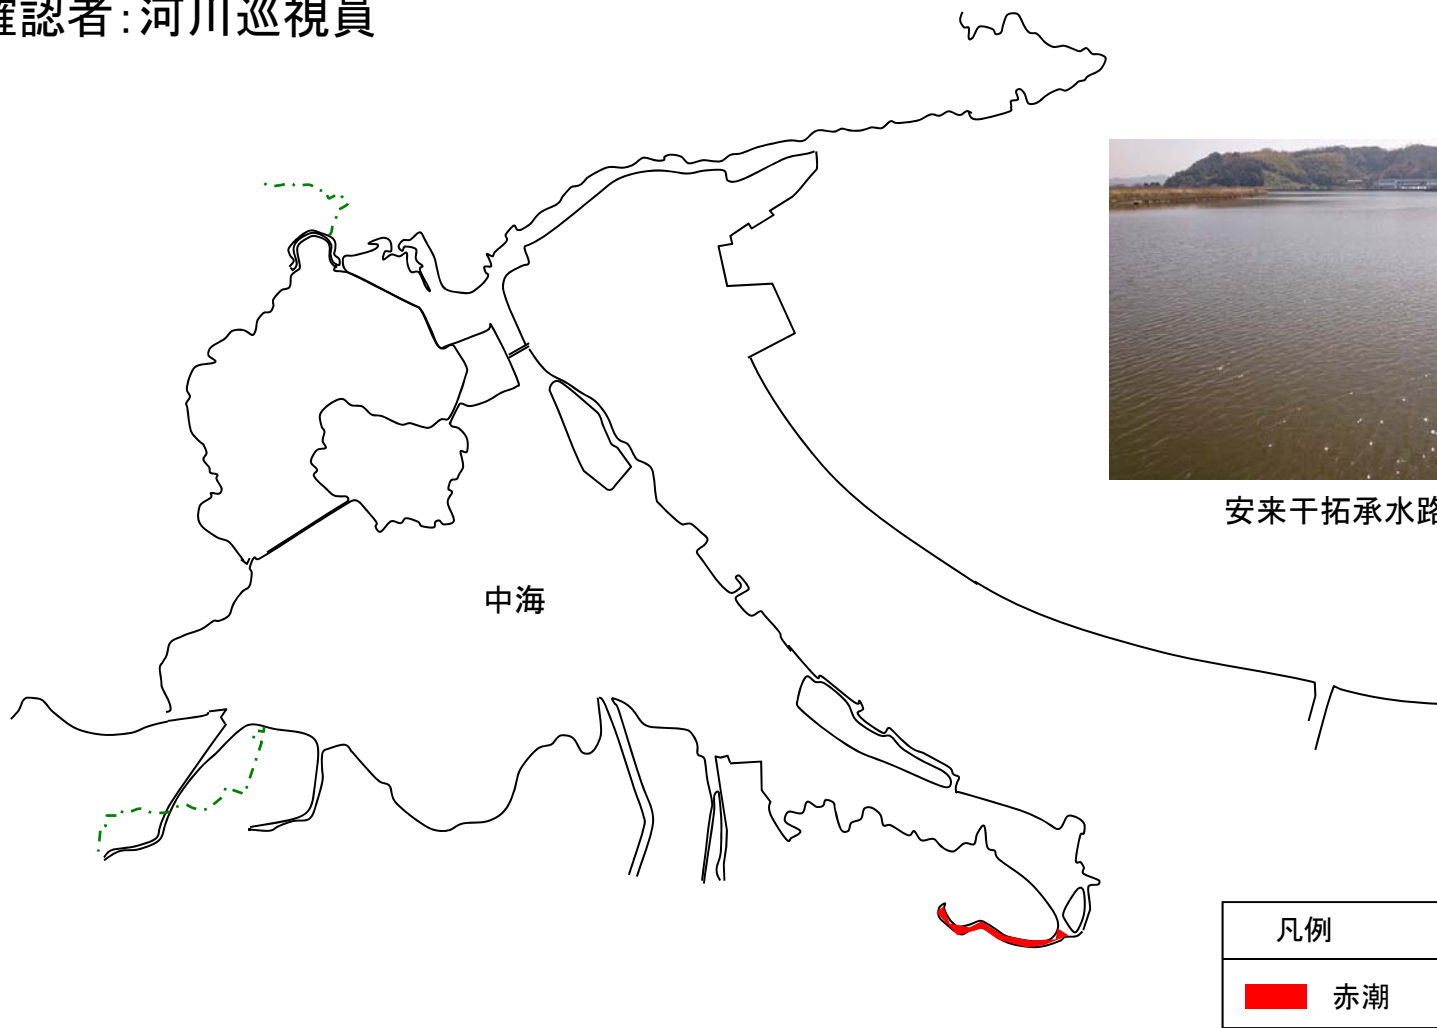 確認者：河川巡視員
安来干拓承水路
中海
凡例
赤潮